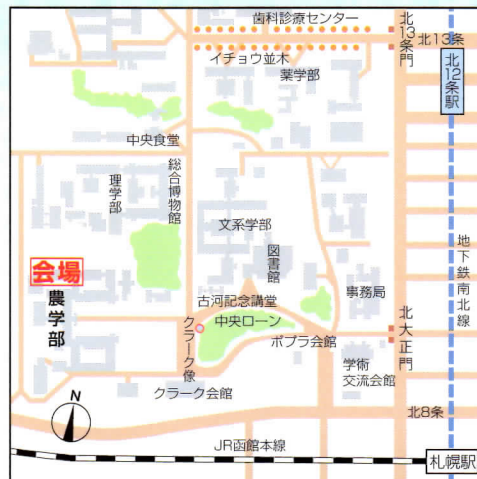 歯科診療センター
北13条門
北13条
イチョウ並木
薬学部
北12条駅
中央食堂
総合博物館
理学部
文系学部
図書館
地下鉄南北線
会場
農学部
事務局
古河記念講堂
中央ローン
クラーク像
ポプラ会館
北大正門
学術
交流会館
クラーク会館
北8条
N
JR函館本線
札幌駅